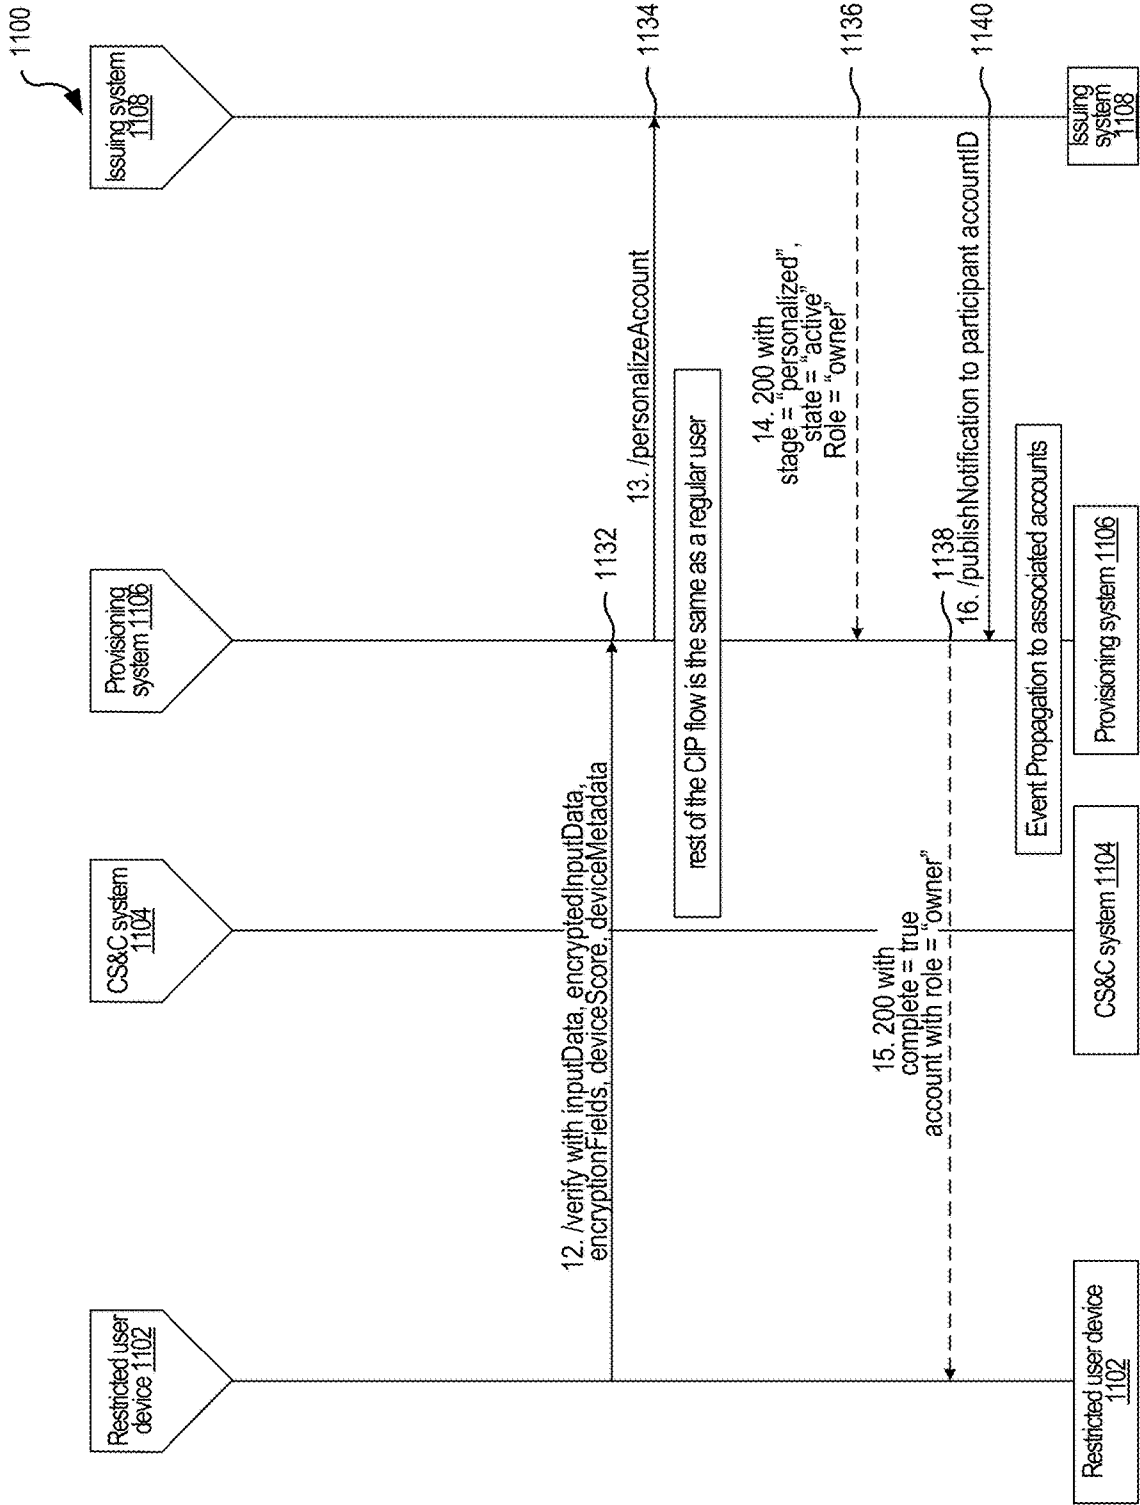 1100
Restricted user
device 1102
CS&C system
1104
Provisioning
system 1106
Issuing system
1108
12. /verify with inputData, encryptedInputData,
encryptionFields, deviceScore, deviceMetadata
1132
13. /personalizeAccount
1134
rest of the CIP flow is the same as a regular user
14. 200 with
stage = “personalized”,
state = “active”
Role = “owner”
1136
15. 200 with
complete = true
account with role = “owner”
1138
16. /publishNotification to participant accountID
1140
Event Propagation to associated accounts
Restricted user device
1102
CS&C system 1104
Provisioning system 1106
Issuing
system
1108